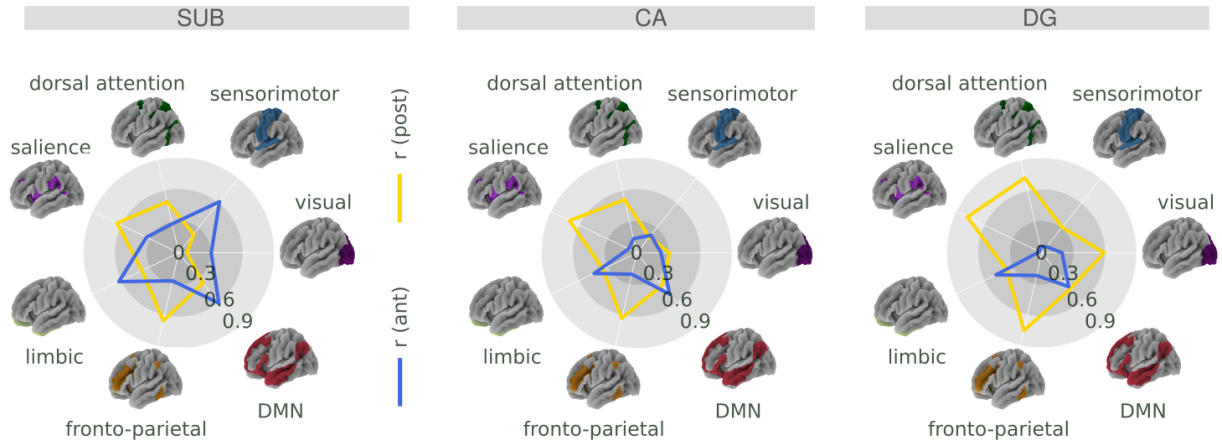 SUB
dorsal attention
sensorimotor
salience
visual
0
0.3
0.6
0.9
limbic
DMN
fronto-parietal
r (post)
r (ant)
CA
dorsal attention
sensorimotor
salience
visual
0
0.3
0.6
0.9
limbic
DMN
fronto-parietal
DG
dorsal attention
sensorimotor
salience
visual
0
0.3
0.6
0.9
limbic
DMN
fronto-parietal